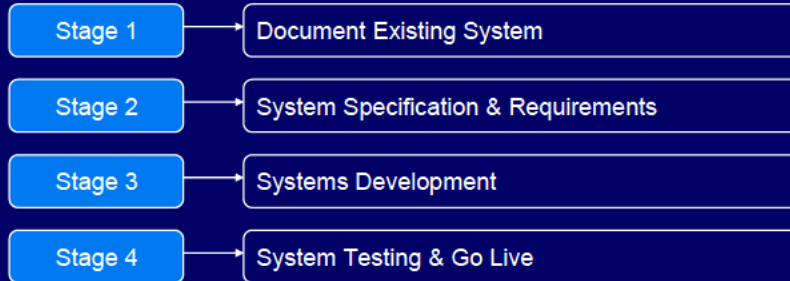 Stage 1
Document Existing System
Stage 2
System Specification & Requirements
Stage 3
Systems Development
Stage 4
System Testing & Go Live